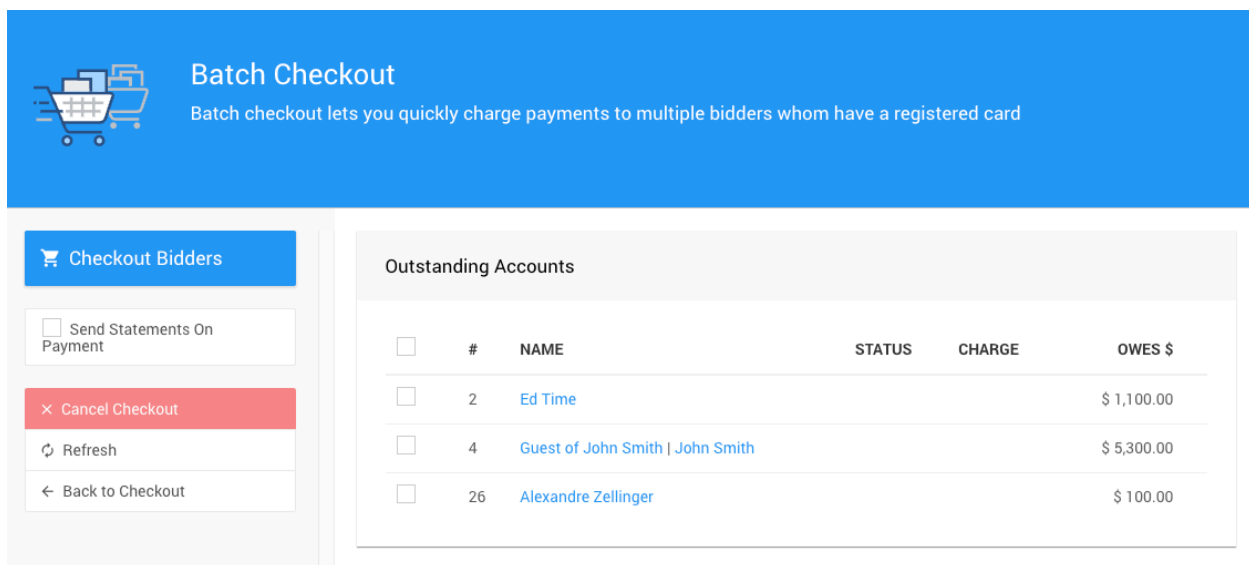 Batch Checkout
Batch checkout lets you quickly charge payments to multiple bidders whom have a registered card
Checkout Bidders
Send Statements On
Payment
Cancel Checkout
Refresh
Back to Checkout
Outstanding Accounts
# NAME STATUS CHARGE OWES $
2 Ed Time $ 1,100.00
4 Guest of John Smith | John Smith $ 5,300.00
26 Alexandre Zellinger $ 100.00